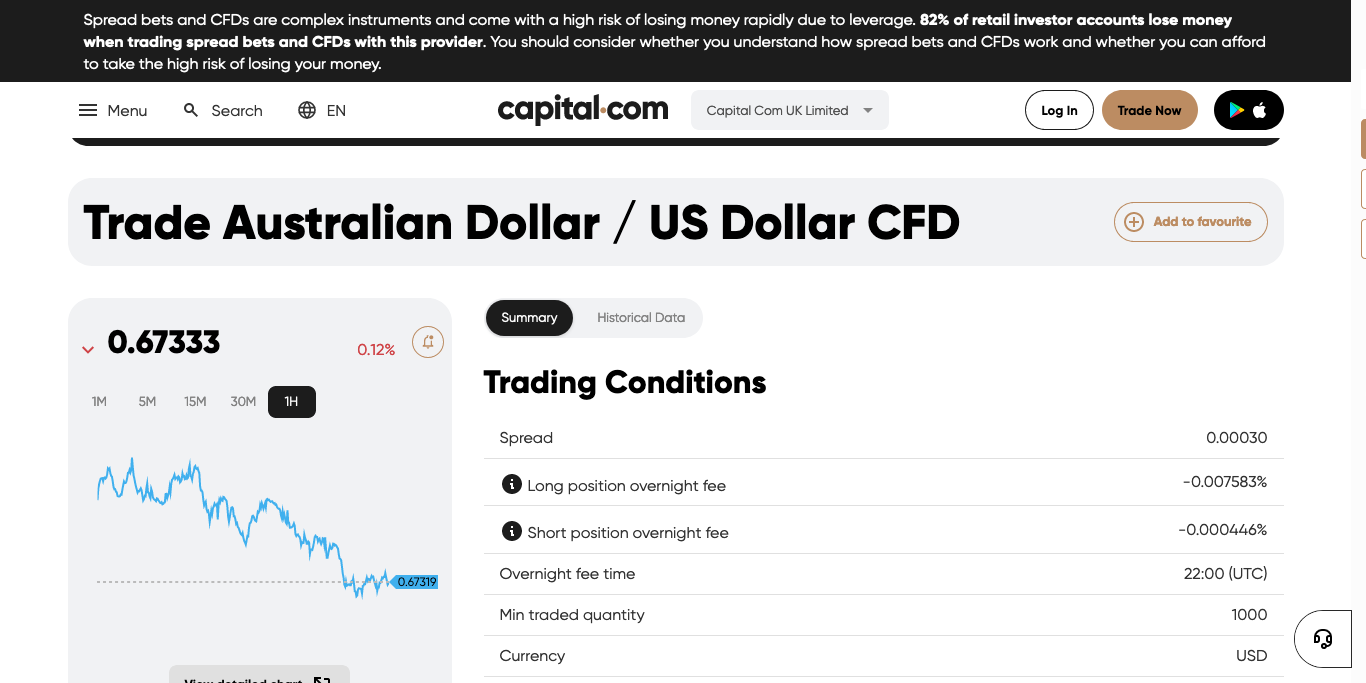 Spread bets and CFDs are complex instruments and come with a high risk of losing money rapidly due to leverage. 82% of retail investor accounts lose money
when trading spread bets and CFDs with this provider. You should consider whether you understand how spread bets and CFDs work and whether you can afford
to take the high risk of losing your money.
Menu Search EN capital.com Capital Com UK Limited Log In Trade Now
Trade Australian Dollar / US Dollar CFD Add to favourite
0.67333 0.12%
1M 5M 15M 30M 1H
0.67319
View detailed chart
Summary Historical Data
Trading Conditions
Spread 0.00030
Long position overnight fee -0.007583%
Short position overnight fee -0.000446%
Overnight fee time 22:00 (UTC)
Min traded quantity 1000
Currency USD